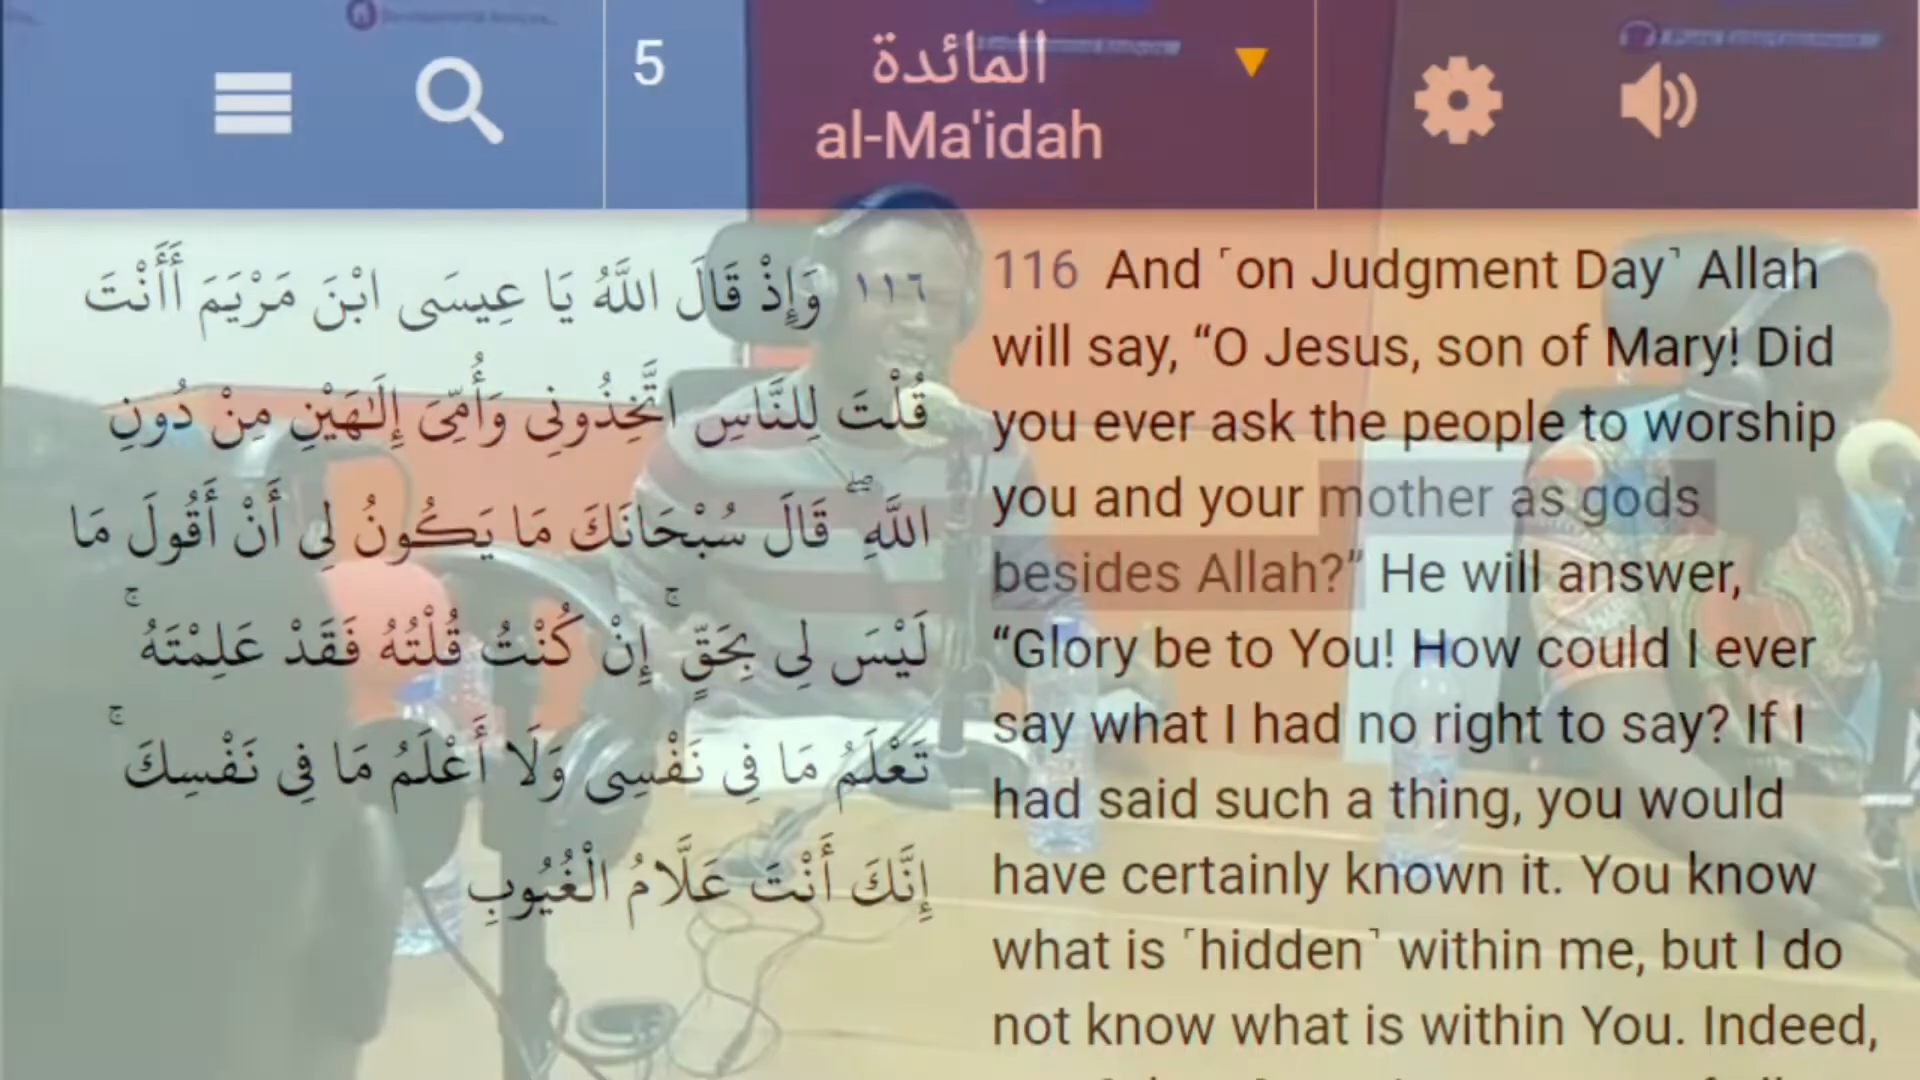 5
المائدة
al-Ma'idah
١١٦ وَإِذْ قَالَ اللَّهُ يَا عِيسَى ابْنَ مَرْيَمَ أَأَنْتَ
قُلْتَ لِلنَّاسِ اتَّخِذُونِي وَأُمِّيَ إِلَٰهَيْنِ مِنْ دُونِ
اللَّهِ ۖ قَالَ سُبْحَانَكَ مَا يَكُونُ لِي أَنْ أَقُولَ مَا
لَيْسَ لِي بِحَقٍّ ۚ إِنْ كُنْتُ قُلْتُهُ فَقَدْ عَلِمْتَهُ ۚ
تَعْلَمُ مَا فِي نَفْسِي وَلَا أَعْلَمُ مَا فِي نَفْسِكَ ۚ
إِنَّكَ أَنْتَ عَلَّامُ الْغُيُوبِ
116 And ˹on Judgment Day˺ Allah
will say, “O Jesus, son of Mary! Did
you ever ask the people to worship
you and your mother as gods
besides Allah?” He will answer,
“Glory be to You! How could I ever
say what I had no right to say? If I
had said such a thing, you would
have certainly known it. You know
what is ˹hidden˺ within me, but I do
not know what is within You. Indeed,